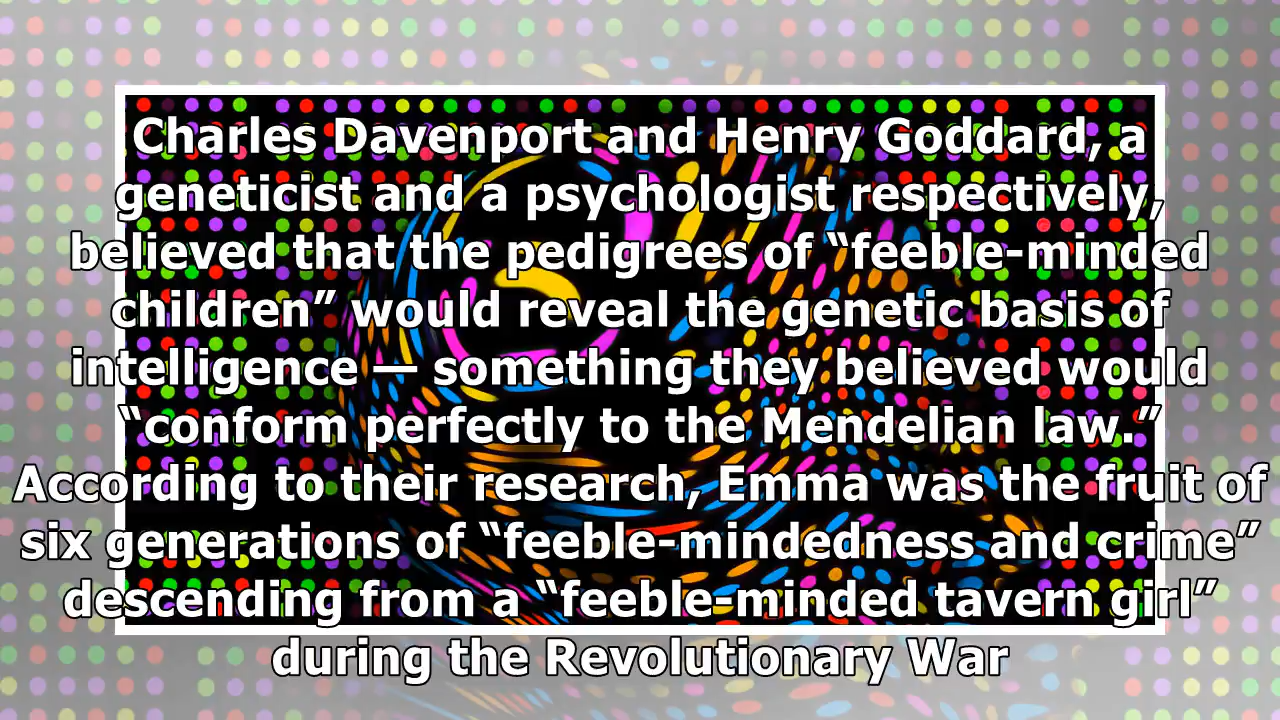 Charles Davenport and Henry Goddard, a
geneticist and a psychologist respectively,
believed that the pedigrees of “feeble-minded
children” would reveal the genetic basis of
intelligence — something they believed would
“conform perfectly to the Mendelian law.”
According to their research, Emma was the fruit of
six generations of “feeble-mindedness and crime”
descending from a “feeble-minded tavern girl”
during the Revolutionary War